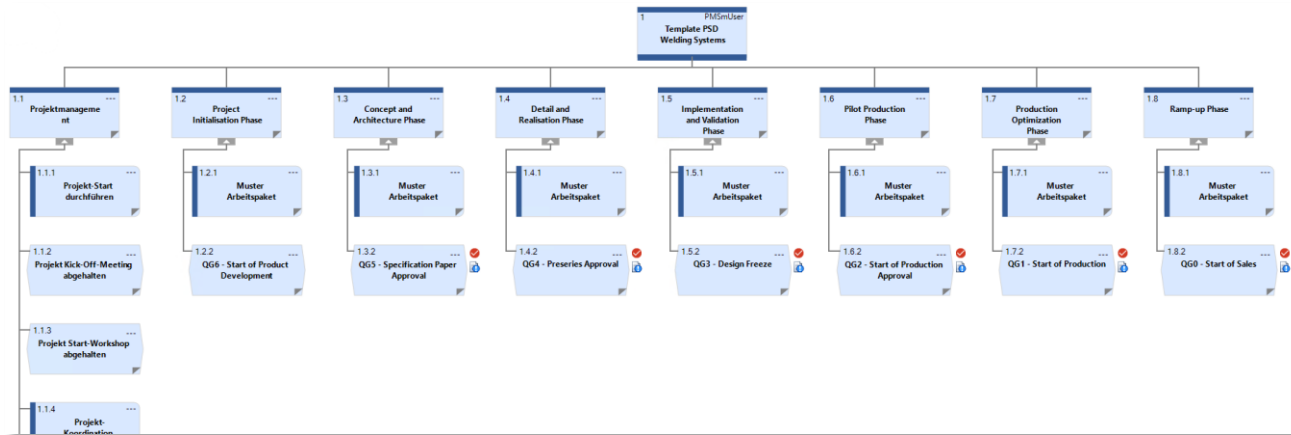 1 PMSmUser
Template PSD
Welding Systems
1.1 ...
Projektmanageme
nt
1.2 ...
Project
Initialisation Phase
1.3 ...
Concept and
Architecture Phase
1.4 ...
Detail and
Realisation Phase
1.5 ...
Implementation
and Validation
Phase
1.6 ...
Pilot Production
Phase
1.7 ...
Production
Optimization
Phase
1.8 ...
Ramp-up Phase
1.1.1 ...
Projekt-Start
durchführen
1.2.1 ...
Muster
Arbeitspaket
1.3.1 ...
Muster
Arbeitspaket
1.4.1 ...
Muster
Arbeitspaket
1.5.1 ...
Muster
Arbeitspaket
1.6.1 ...
Muster
Arbeitspaket
1.7.1 ...
Muster
Arbeitspaket
1.8.1 ...
Muster
Arbeitspaket
1.1.2 ...
Projekt Kick-Off-Meeting
abgehalten
1.2.2 ...
QG6 - Start of Product
Development
1.3.2 ...
QG5 - Specification Paper
Approval
1.4.2 ...
QG4 - Preseries Approval
1.5.2 ...
QG3 - Design Freeze
1.6.2 ...
QG2 - Start of Production
Approval
1.7.2 ...
QG1 - Start of Production
1.8.2 ...
QG0 - Start of Sales
1.1.3 ...
Projekt Start-Workshop
abgehalten
1.1.4 ...
Projekt-
Koordination